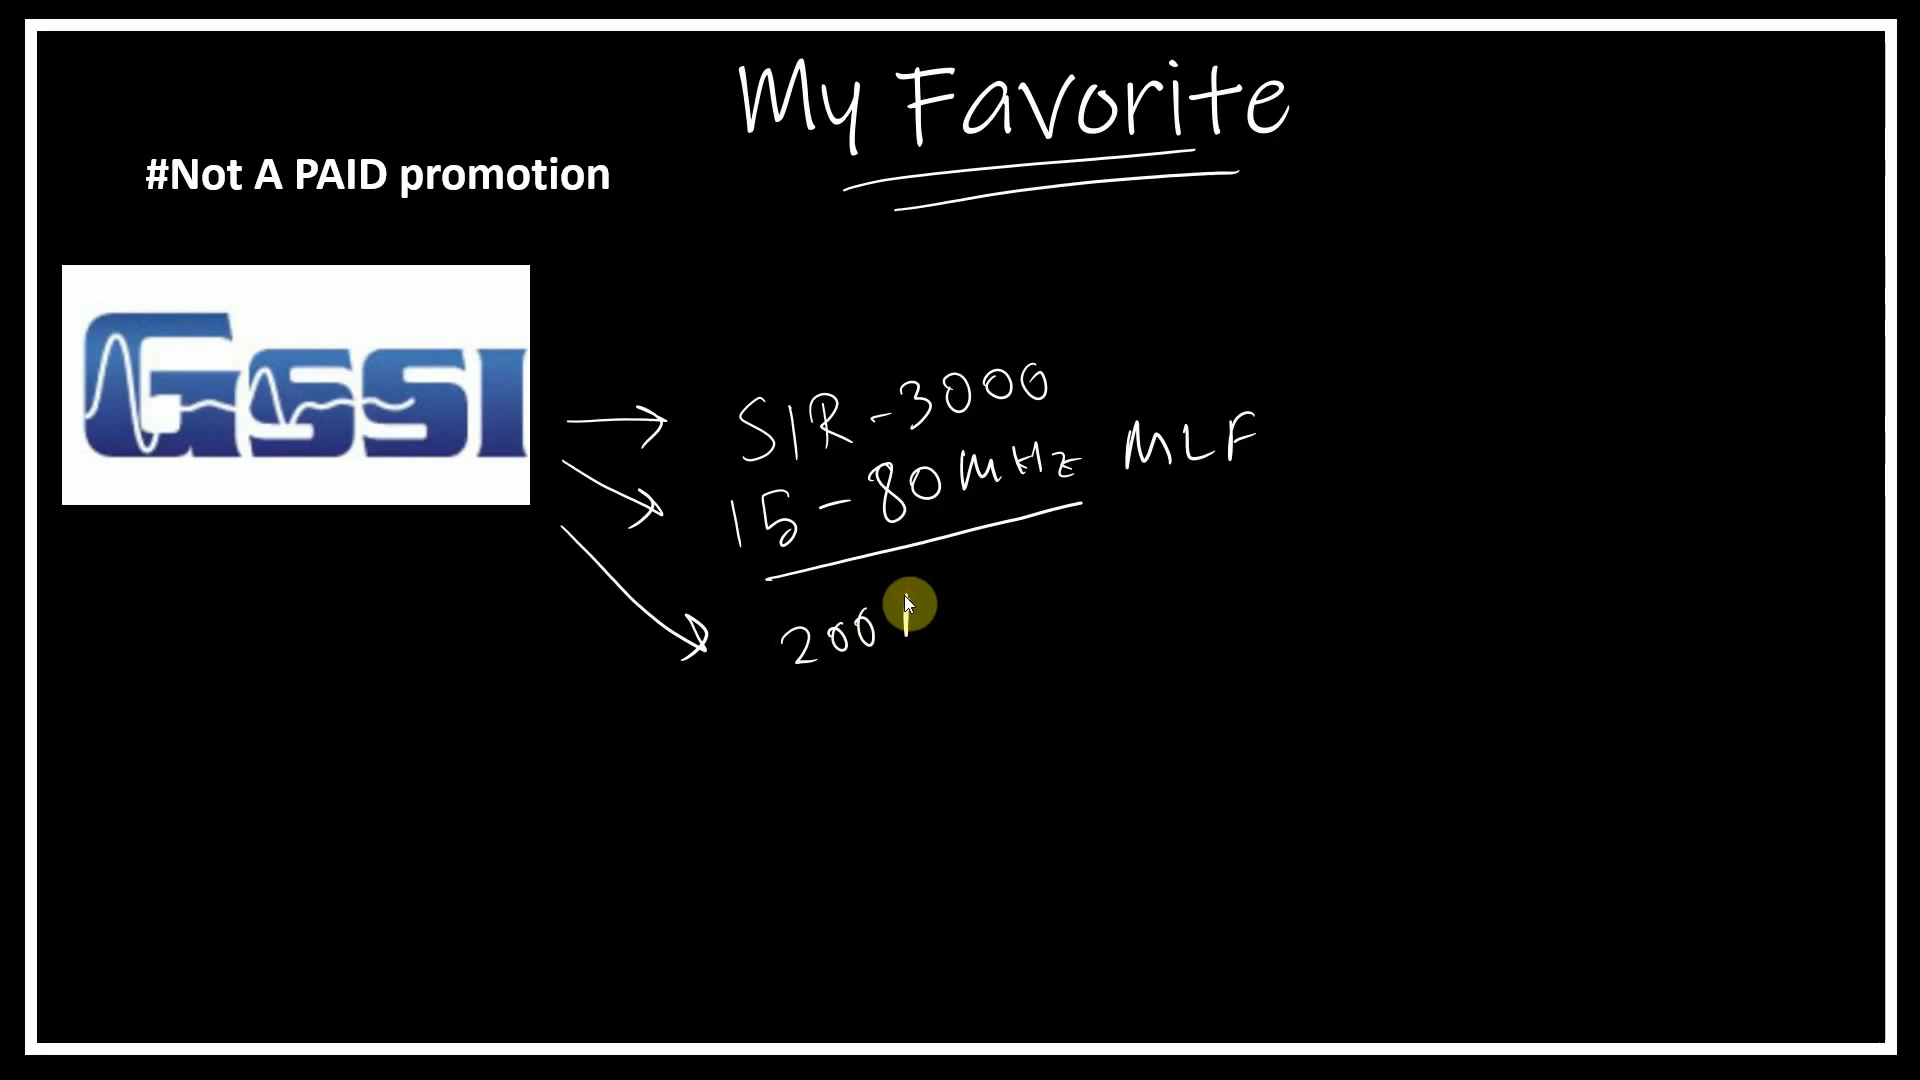 My Favorite
#Not A PAID promotion
GSSI
SIR-3000
15-80MHz MLF
200